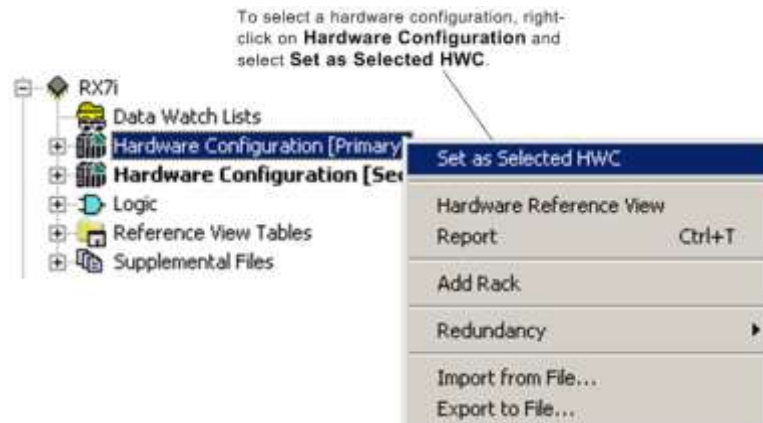 To select a hardware configuration, right-
click on Hardware Configuration and
select Set as Selected HWC.
RX7i
Data Watch Lists
Hardware Configuration [Primary
Hardware Configuration [Sec
Logic
Reference View Tables
Supplemental Files
Set as Selected HWC
Hardware Reference View
Report Ctrl+T
Add Rack
Redundancy
Import from File...
Export to File...